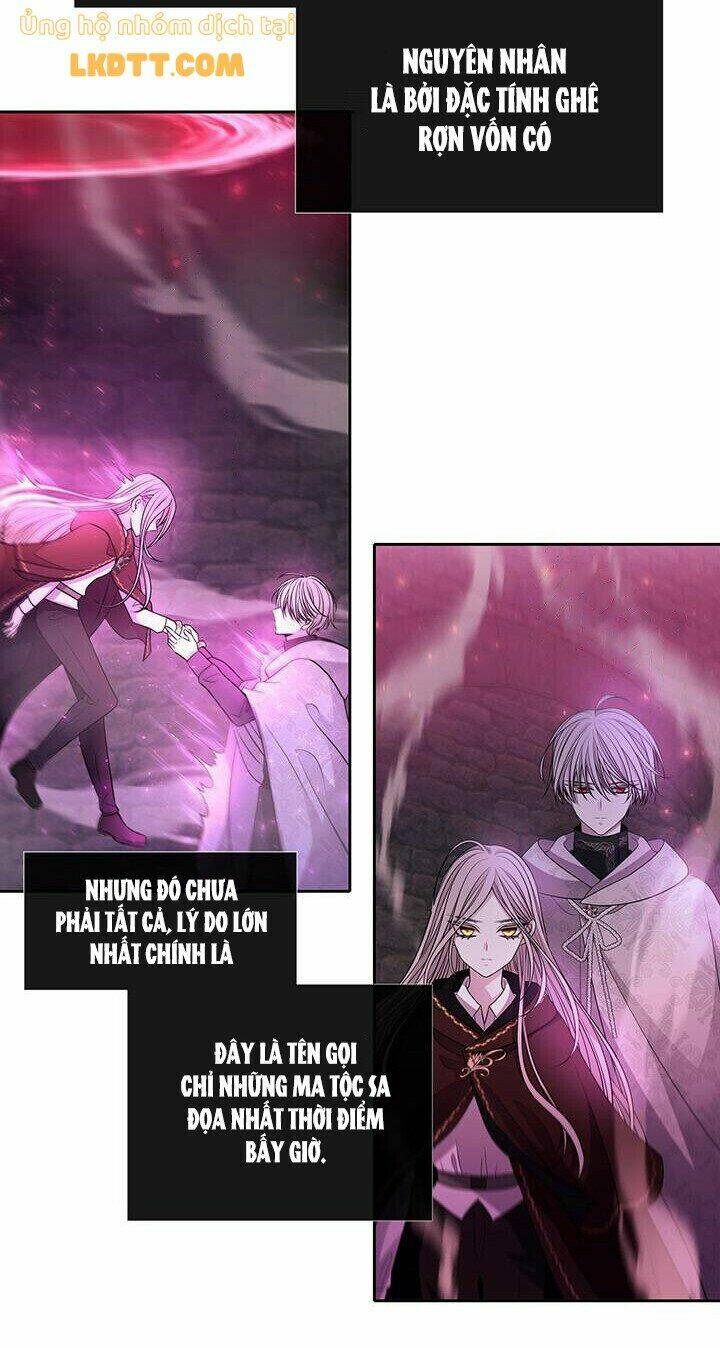 Ủng hộ nhóm dịch tại
LKDTT.COM
NGUYÊN NHÂN
LÀ BỞI ĐẶC TÍNH GHÊ
RỢN VỐN CÓ
NHƯNG ĐÓ CHƯA
PHẢI TẤT CẢ, LÝ DO LỚN
NHẤT CHÍNH LÀ
ĐÂY LÀ TÊN GỌI
CHỈ NHỮNG MA TỘC SA
ĐỌA NHẤT THỜI ĐIỂM
BẤY GIỜ.